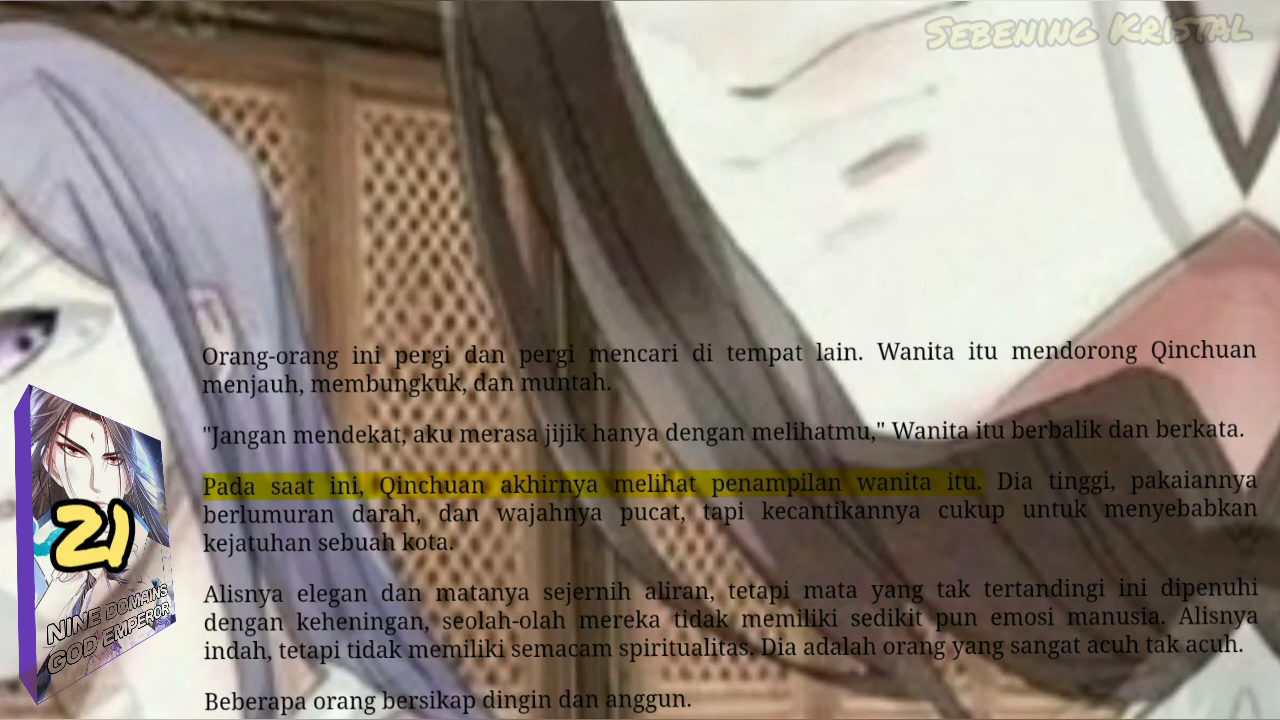 Sebening Kristal
Orang-orang ini pergi dan pergi mencari di tempat lain. Wanita itu mendorong Qinchuan
menjauh, membungkuk, dan muntah.
"Jangan mendekat, aku merasa jijik hanya dengan melihatmu," Wanita itu berbalik dan berkata.
Pada saat ini, Qinchuan akhirnya melihat penampilan wanita itu. Dia tinggi, pakaiannya
berlumuran darah, dan wajahnya pucat, tapi kecantikannya cukup untuk menyebabkan
kejatuhan sebuah kota.
Alisnya elegan dan matanya sejernih aliran, tetapi mata yang tak tertandingi ini dipenuhi
dengan keheningan, seolah-olah mereka tidak memiliki sedikit pun emosi manusia. Alisnya
indah, tetapi tidak memiliki semacam spiritualitas. Dia adalah orang yang sangat acuh tak acuh.
Beberapa orang bersikap dingin dan anggun.
21
NINE DOMAINS
GOD EMPEROR